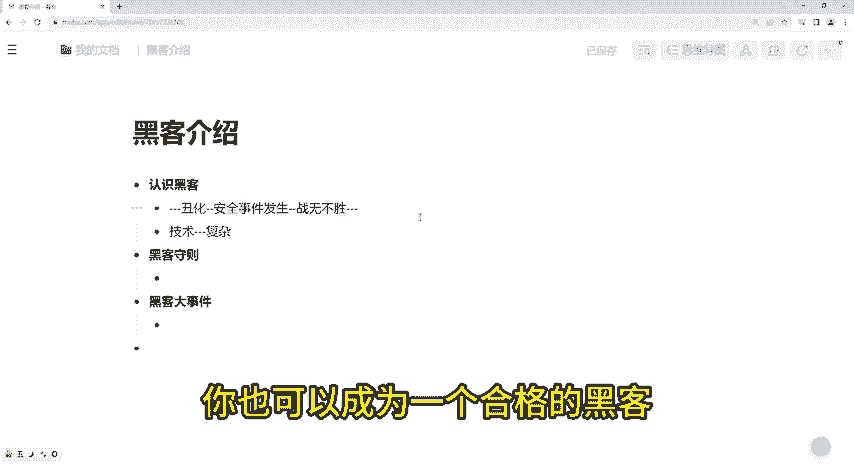 我的文档 | 黑客介绍
已保存
黑客介绍
认识黑客
---丑化--安全事件发生--战无不胜---
技术---复杂
黑客守则
黑客大事件
你也可以成为一个合格的黑客
五